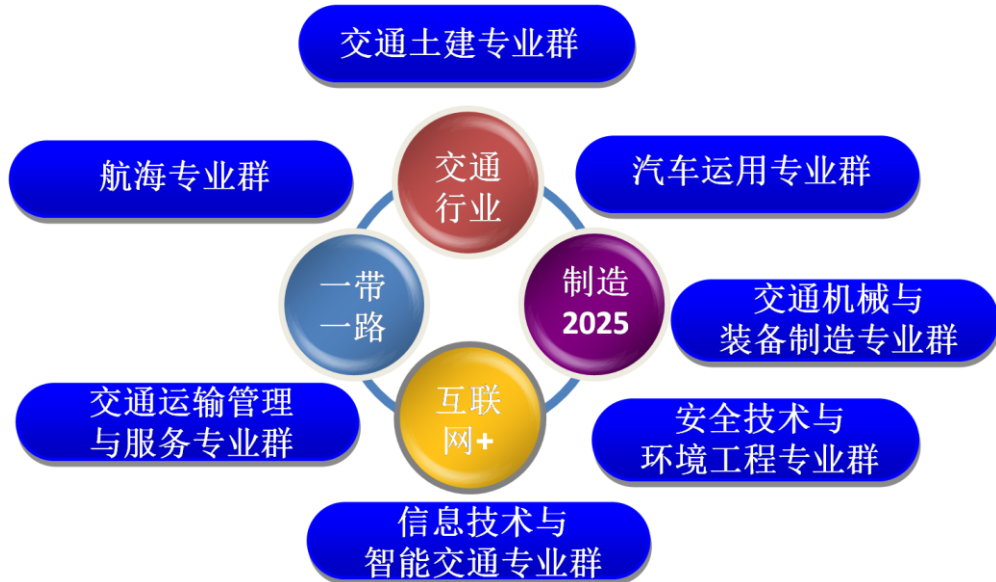 交通土建专业群
航海专业群
交通
行业
汽车运用专业群
一带
一路
制造
2025
交通机械与
装备制造专业群
交通运输管理
与服务专业群
互联
网+
安全技术与
环境工程专业群
信息技术与
智能交通专业群